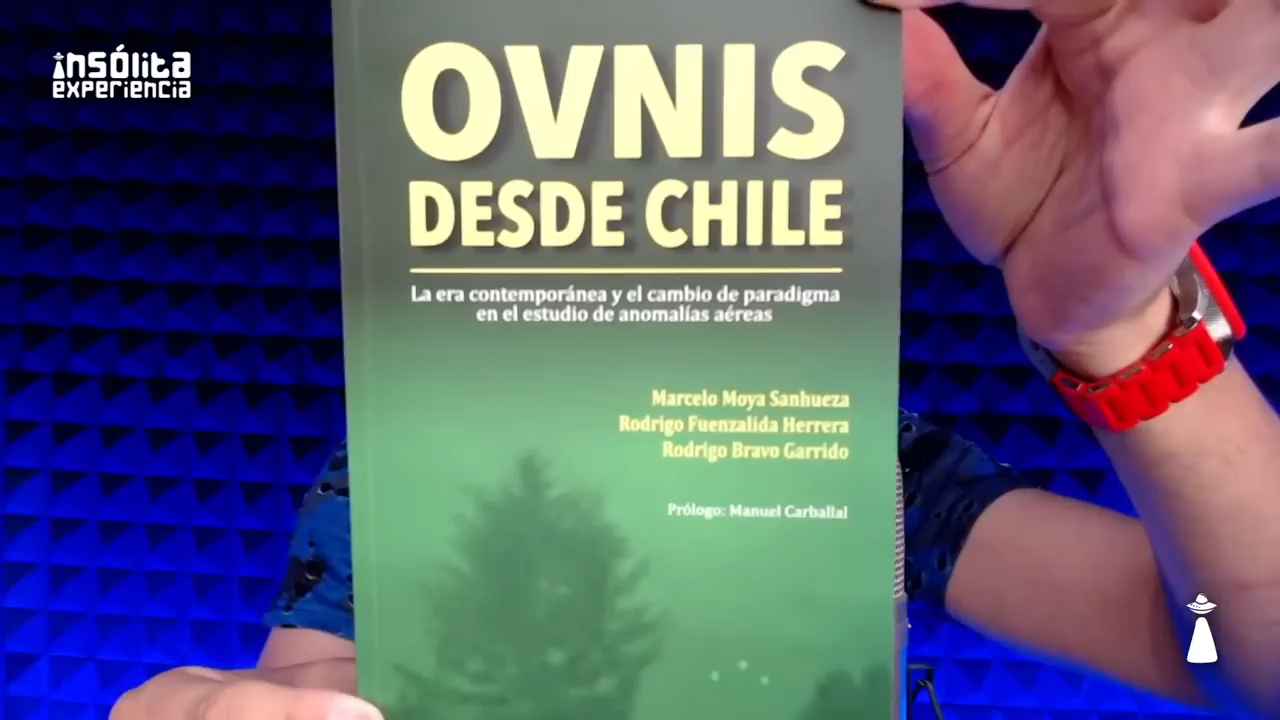 insólita
experiencia
OVNIS
DESDE CHILE
La era contemporánea y el cambio de paradigma
en el estudio de anomalías aéreas
Marcelo Moya Sanhueza
Rodrigo Fuenzalida Herrera
Rodrigo Bravo Garrido
Prólogo: Manuel Carballal